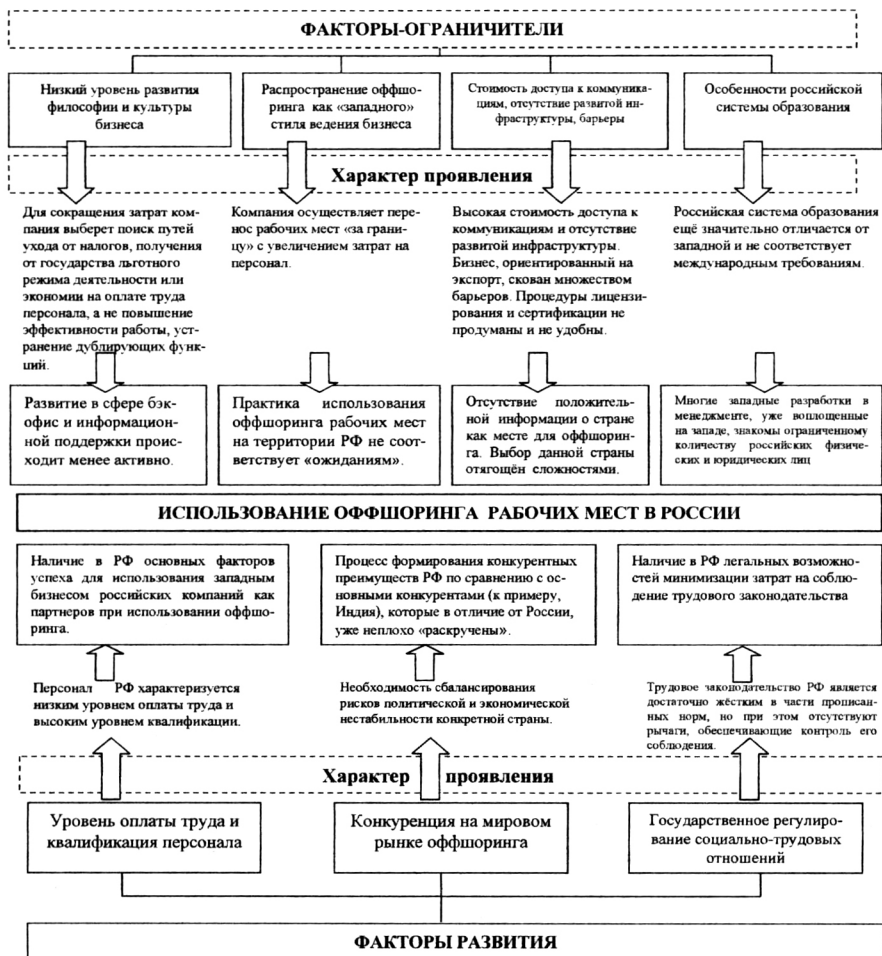 ФАКТОРЫ-ОГРАНИЧИТЕЛИ
Низкий уровень развития
философии и культуры
бизнеса
Распространение оффшо-
ринга как «западного»
стиля ведения бизнеса
Стоимость доступа к коммуника-
циям, отсутствие развитой ин-
фраструктуры, барьеры
Особенности российской
системы образования
Характер проявления
Для сокращения затрат ком-
пания выберет поиск путей
ухода от налогов, получения
от государства льготного
режима деятельности или
экономии на оплате труда
персонала, а не повышение
эффективности работы, уст-
ранение дублирующих функ-
ций.
Компания осуществляет пере-
нос рабочих мест «за грани-
цу» с увеличением затрат на
персонал.
Высокая стоимость доступа к
коммуникациям и отсутствие
развитой инфраструктуры.
Бизнес, ориентированный на
экспорт, скован множеством
барьеров. Процедуры лицензи-
рования и сертификации не
продуманы и не удобны.
Российская система образования
ещё значительно отличается от
западной и не соответствует
международным требованиям.
Развитие в сфере бэк-
офис и информацион-
ной поддержки проис-
ходит менее активно.
Практика использования
оффшоринга рабочих мест
на территории РФ не соот-
ветствует «ожиданиям».
Отсутствие положитель-
ной информации о стране
как месте для оффшорин-
га. Выбор данной страны
отягощён сложностями.
Многие западные разработки в
менеджменте, уже воплощенные
на западе, знакомы ограниченному
количеству российских физиче-
ских и юридических лиц
ИСПОЛЬЗОВАНИЕ ОФФШОРИНГА РАБОЧИХ МЕСТ В РОССИИ
Наличие в РФ основных факторов
успеха для использования западным
бизнесом российских компаний как
партнеров при использовании оффшо-
ринга.
Процесс формирования конкурентных
преимуществ РФ по сравнению с ос-
новными конкурентами (к примеру,
Индия), которые в отличие от России,
уже неплохо «раскручены».
Наличие в РФ легальных возможно-
стей минимизации затрат на соблю-
дение трудового законодательства
Персонал РФ характеризуется
низким уровнем оплаты труда и
высоким уровнем квалификации.
Необходимость сбалансирования
рисков политической и экономической
нестабильности конкретной страны.
Трудовое законодательство РФ является
достаточно жёстким в части прописан-
ных норм, но при этом отсутствуют
рычаги, обеспечивающие контроль его
соблюдения.
Характер проявления
Уровень оплаты труда и
квалификация персонала
Конкуренция на мировом
рынке оффшоринга
Государственное регулиро-
вание социально-трудовых
отношений
ФАКТОРЫ РАЗВИТИЯ